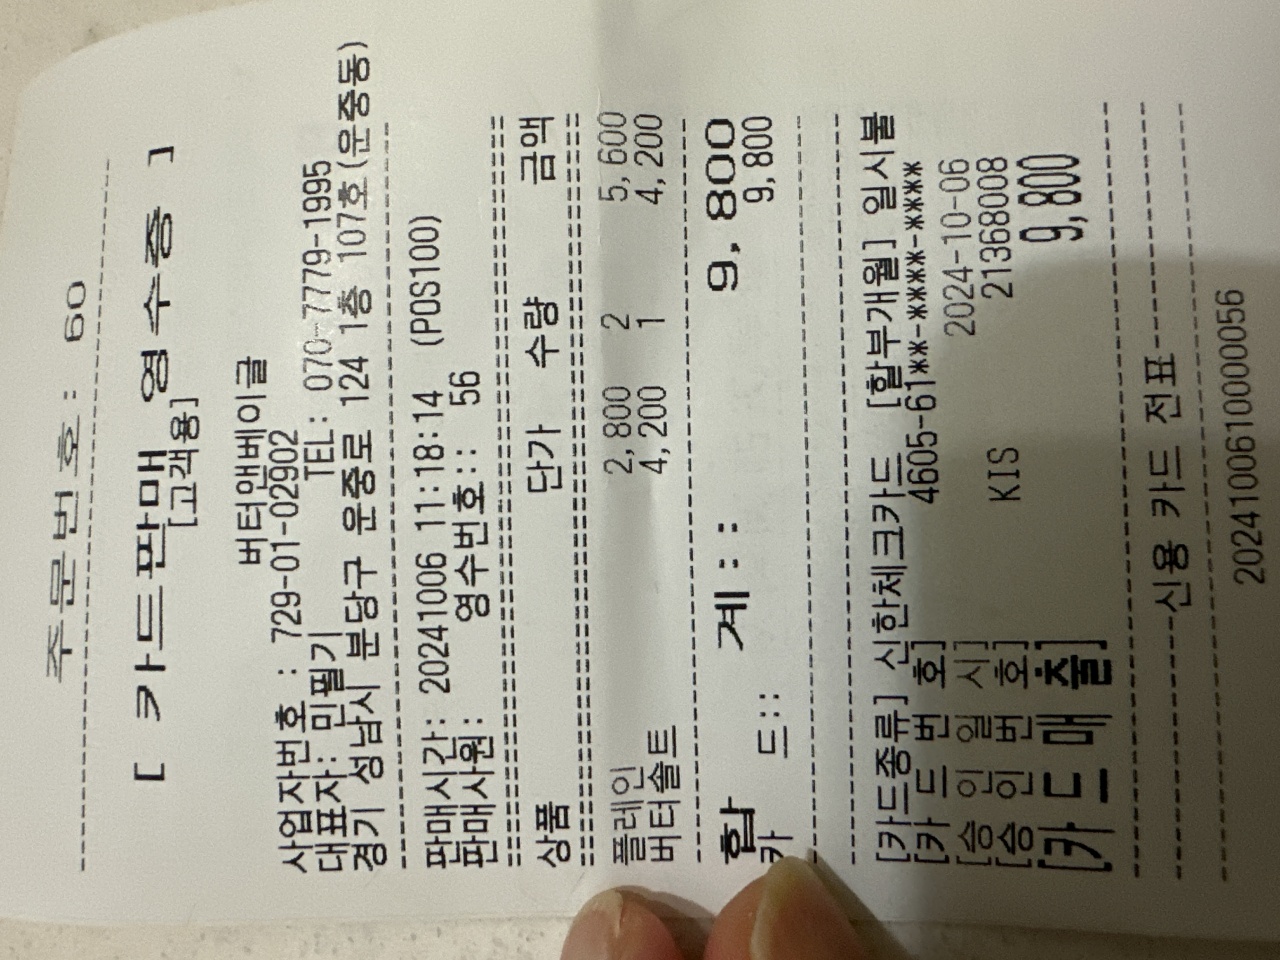 주문번호: 60
[ 카드판매 영수증 ]
[고객용]
버터앤베이글
사업자번호 : 729-01-02902
대표자: 민필기 TEL: 070-7779-1995
경기 성남시 분당구 운중로 124 1층 107호(운중동)
판매시간: 20241006 11:18:14 (POS100)
판매사원: 영수번호:: 56
상품 단가 수량 금액
플레인 2,800 2 5,600
버터솔트 4,200 1 4,200
합 계:: 9,800
카 드:: 9,800
[카드종류] 신한체크카드 [할부개월] 일시불
[카 드 번 호] 4605-61**-****-****
[승 인 일 시] 2024-10-06
[승 인 번 호] KIS 21368008
[카 드 매 출] 9,800
신용 카드 전표
20241006100000056